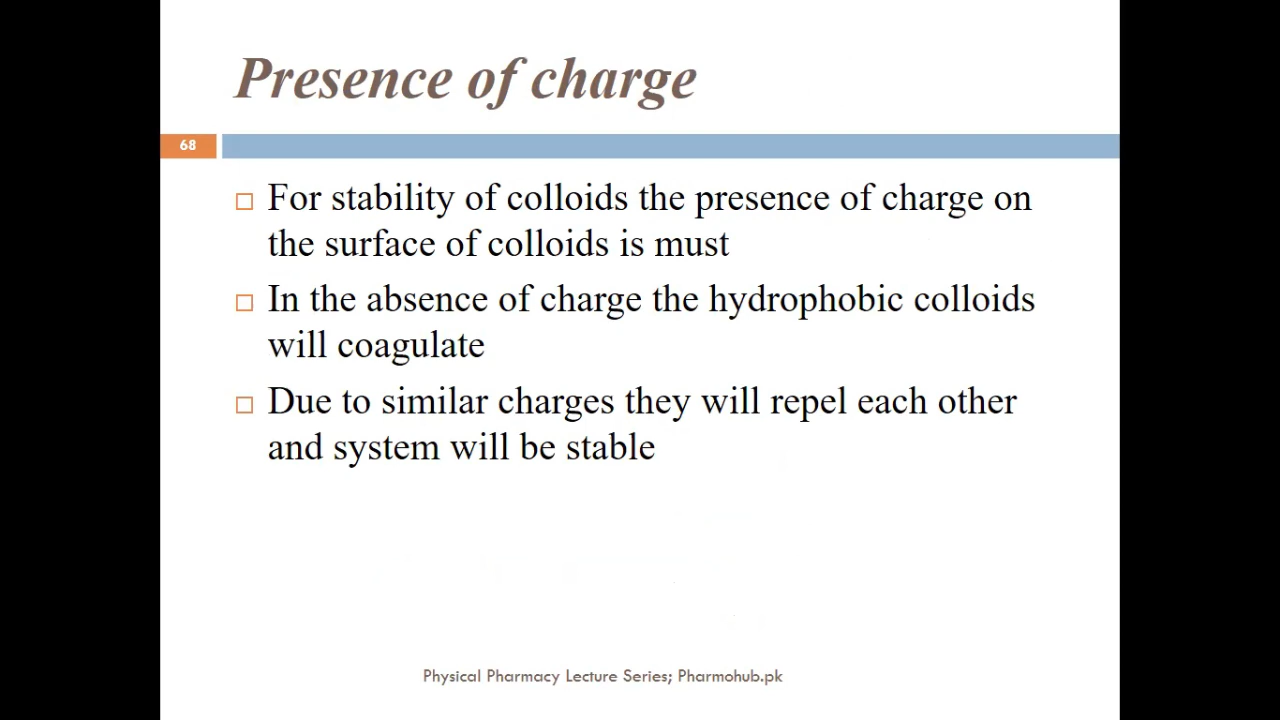 Presence of charge
68
For stability of colloids the presence of charge on
the surface of colloids is must
In the absence of charge the hydrophobic colloids
will coagulate
Due to similar charges they will repel each other
and system will be stable
Physical Pharmacy Lecture Series; Pharmohub.pk